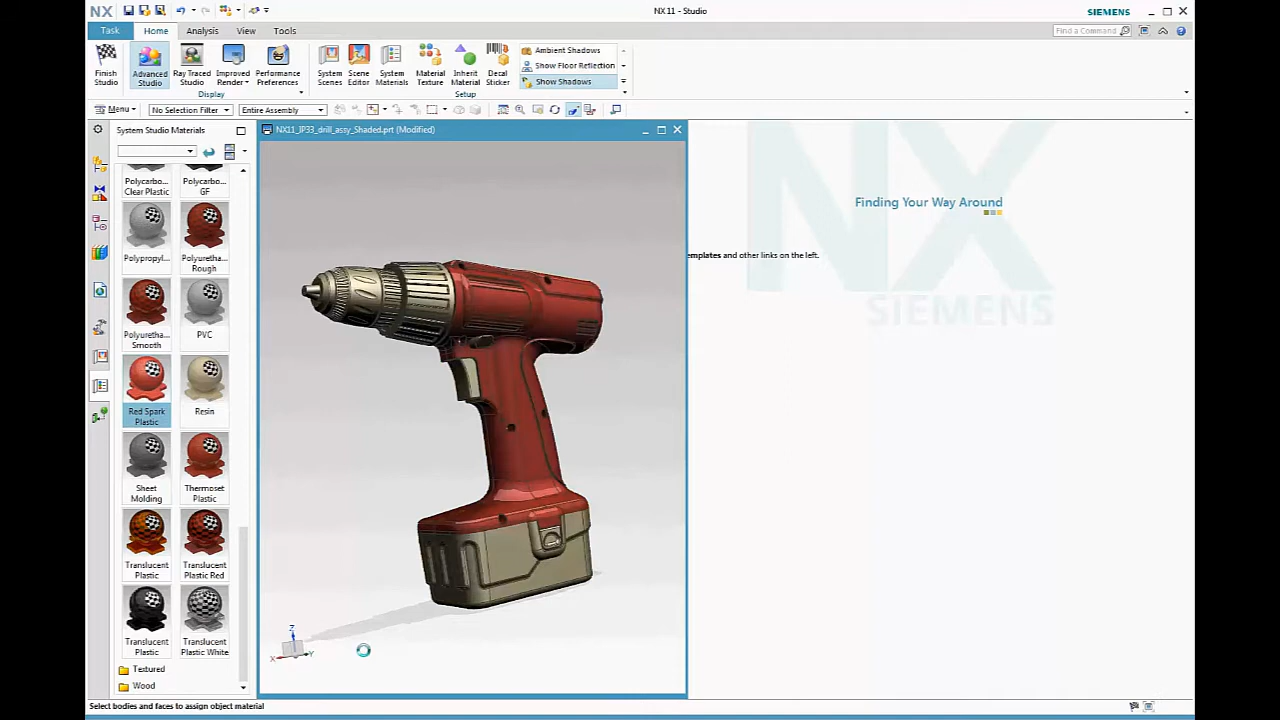 NX
NX 11 - Studio
SIEMENS
Task
Home
Analysis
View
Tools
Find a Command
Finish Studio
Advanced Studio
Ray Traced Studio
Improved Render
Performance Preferences
System Scenes
Scene Editor
System Materials
Material Texture
Inherit Material
Decal Sticker
Ambient Shadows
Show Floor Reflection
Show Shadows
Display
Setup
Menu
No Selection Filter
Entire Assembly
System Studio Materials
NX11_IP33_drill_assy_Shaded.prt (Modified)
Polycarbo... Clear Plastic
Polycarbo... GF
Polypropyl...
Polyuretha... Rough
Polyuretha... Smooth
PVC
Red Spark Plastic
Resin
Sheet Molding
Thermoset Plastic
Translucent Plastic
Translucent Plastic Red
Translucent Plastic
Translucent Plastic White
Textured
Wood
Z
X
Y
NX
SIEMENS
Finding Your Way Around
emplates and other links on the left.
Select bodies and faces to assign object material